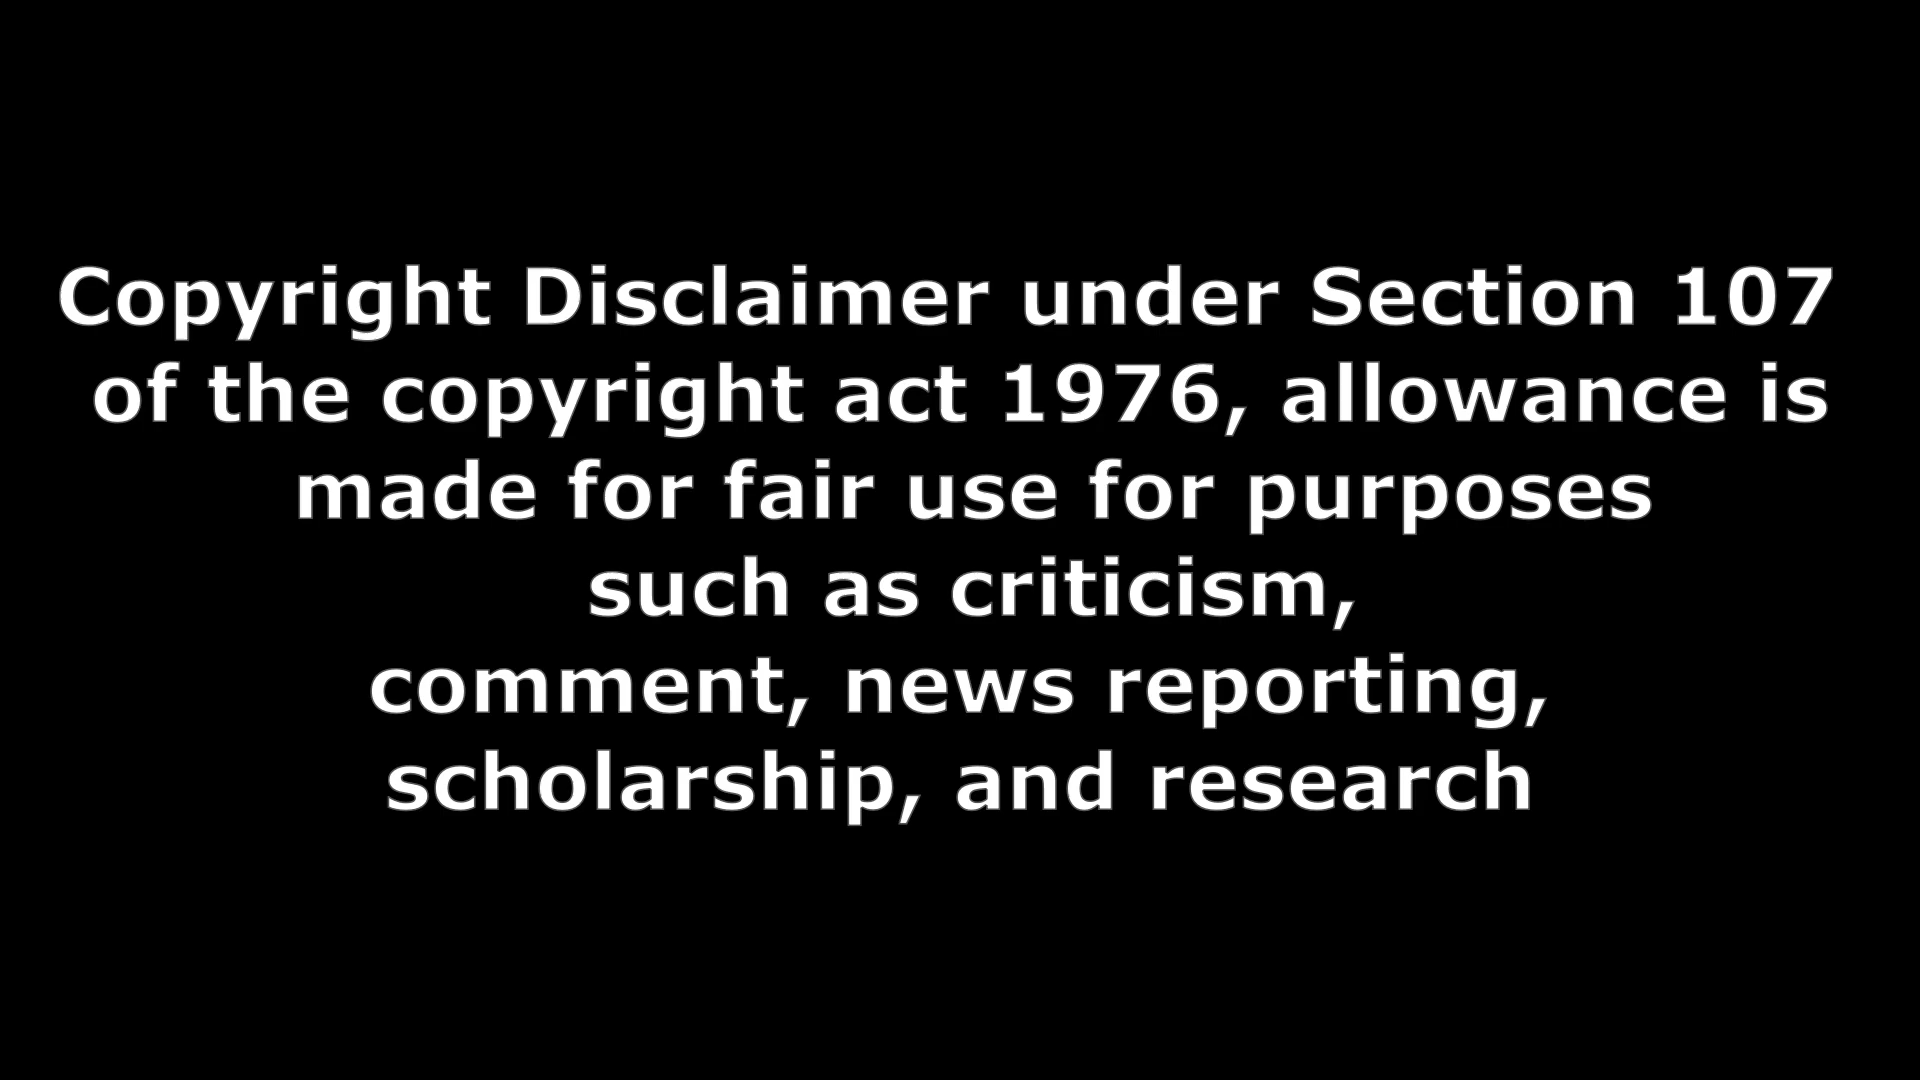 Copyright Disclaimer under Section 107
of the copyright act 1976, allowance is
made for fair use for purposes
such as criticism,
comment, news reporting,
scholarship, and research